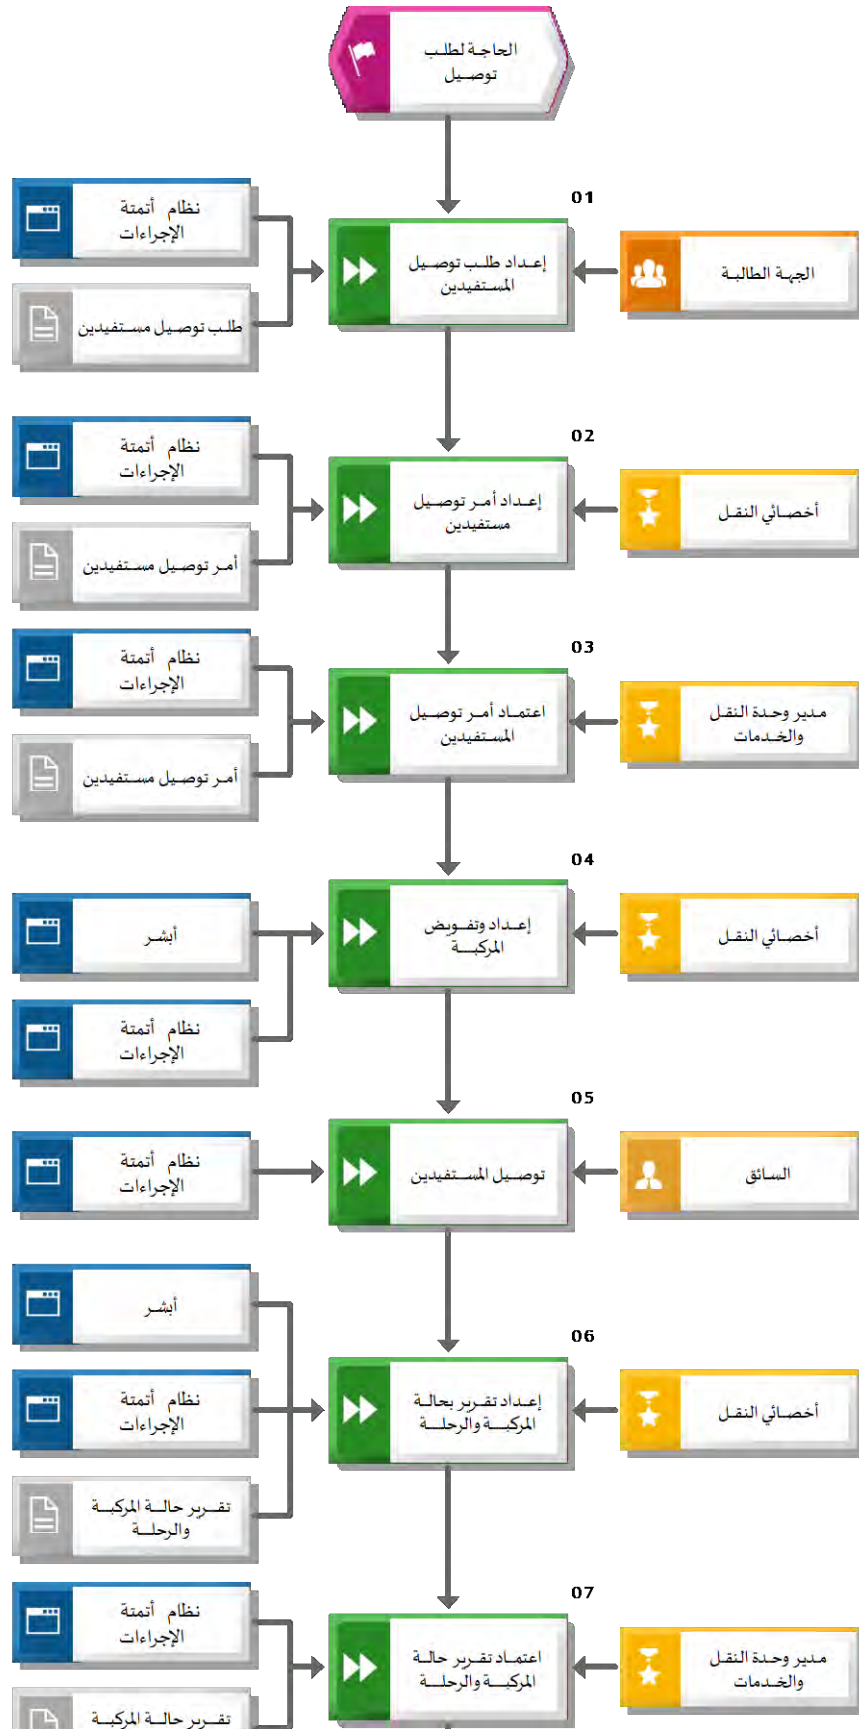 الحاجة لطلب
توصيل
01
الجهة الطالبة
إعداد طلب توصيل
المستفيدين
نظام أتمتة
الإجراءات
طلب توصيل مستفيدين
02
أخصائي النقل
إعداد أمر توصيل
مستفيدين
نظام أتمتة
الإجراءات
أمر توصيل مستفيدين
03
مدير وحدة النقل
والخدمات
اعتماد أمر توصيل
المستفيدين
نظام أتمتة
الإجراءات
أمر توصيل مستفيدين
04
أخصائي النقل
إعداد وتفويض
المركبة
أبشر
نظام أتمتة
الإجراءات
05
السائق
توصيل المستفيدين
نظام أتمتة
الإجراءات
06
أخصائي النقل
إعداد تقرير بحالة
المركبة والرحلة
أبشر
نظام أتمتة
الإجراءات
تقرير حالة المركبة
والرحلة
07
مدير وحدة النقل
والخدمات
اعتماد تقرير حالة
المركبة والرحلة
نظام أتمتة
الإجراءات
تقرير حالة المركبة